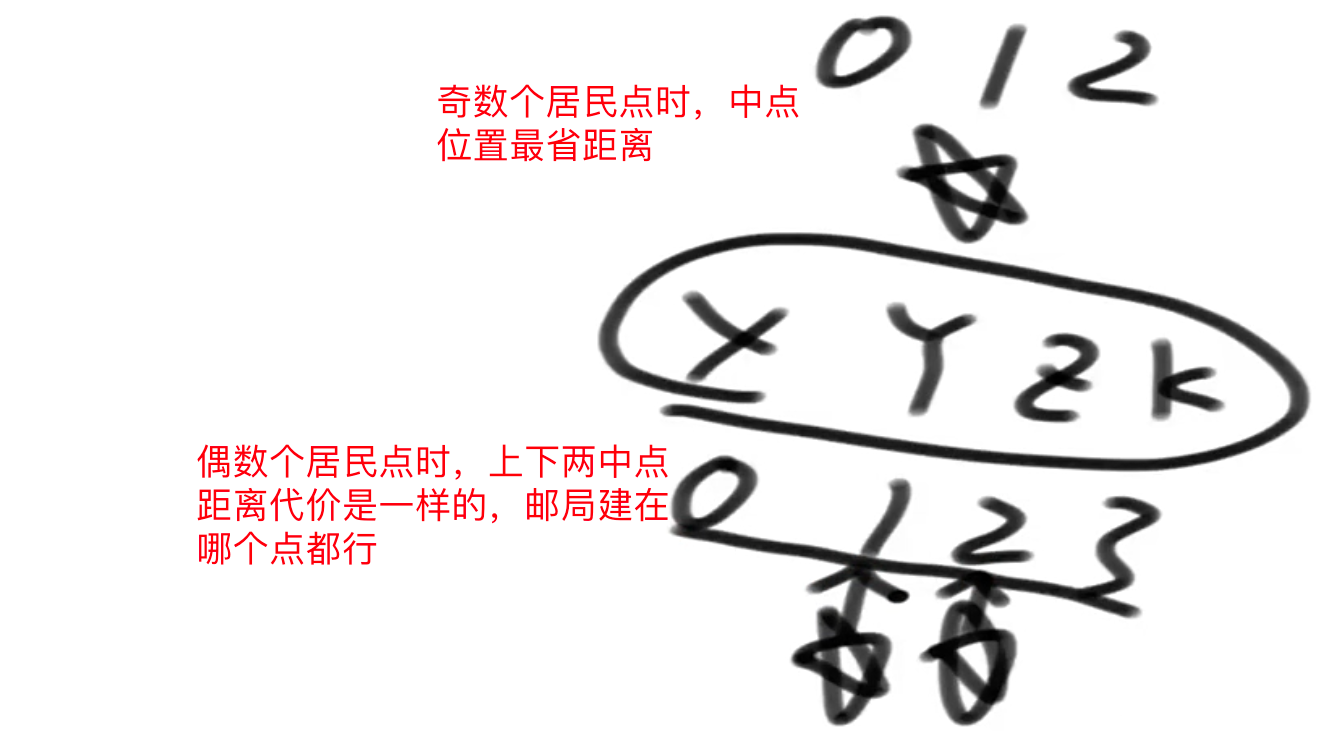 0 1 2
奇数个居民点时，中点
位置最省距离
X Y Z K
偶数个居民点时，上下两中点
距离代价是一样的，邮局建在
哪个点都行
0 1 2 3